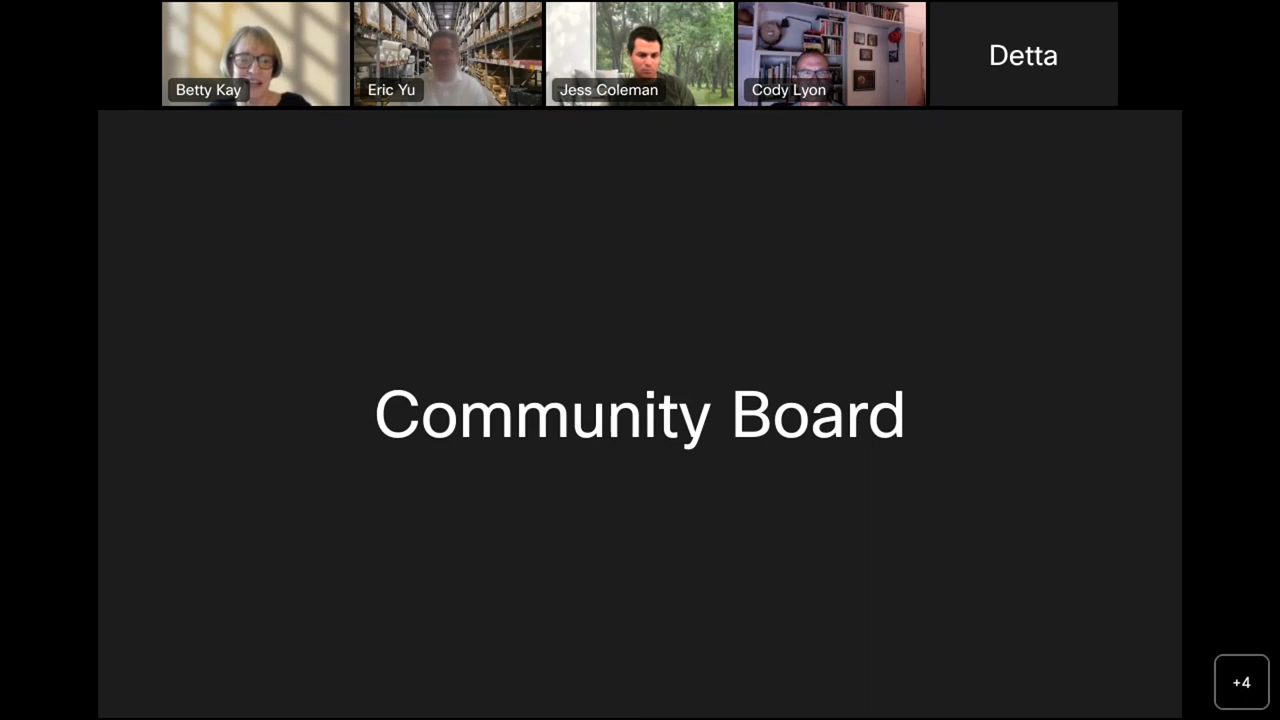 Betty Kay
Eric Yu
Jess Coleman
Cody Lyon
Detta
Community Board
+4